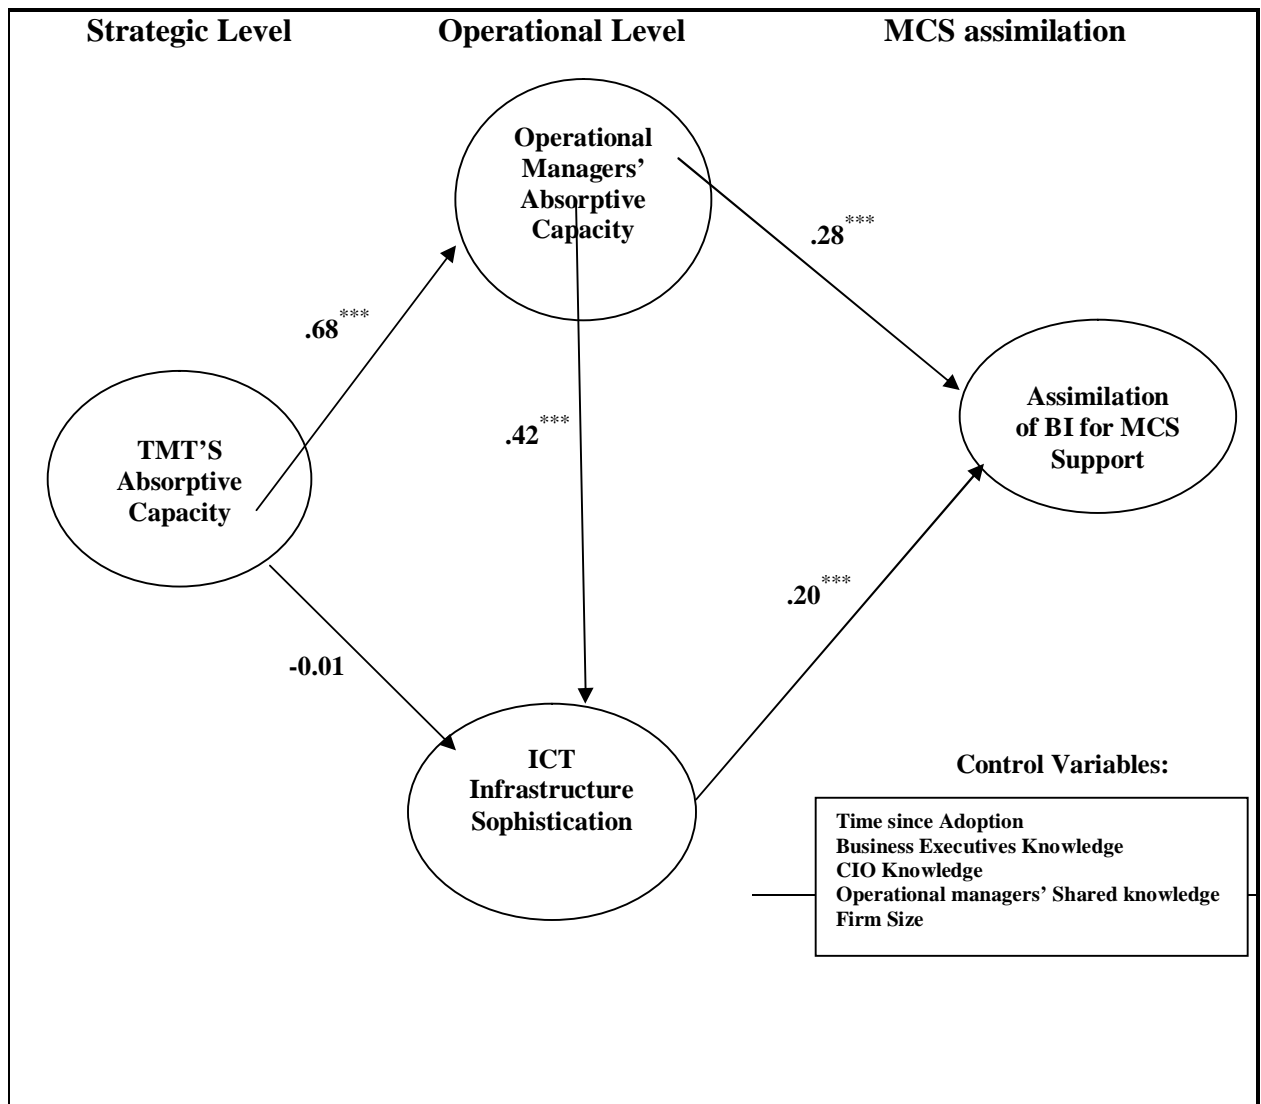 Strategic Level
Operational Level
MCS assimilation
Operational
Managers’
Absorptive
Capacity
.28***
.68***
Assimilation
of BI for MCS
Support
.42***
TMT’S
Absorptive
Capacity
.20***
-0.01
ICT
Infrastructure
Sophistication
Control Variables:
Time since Adoption
Business Executives Knowledge
CIO Knowledge
Operational managers’ Shared knowledge
Firm Size